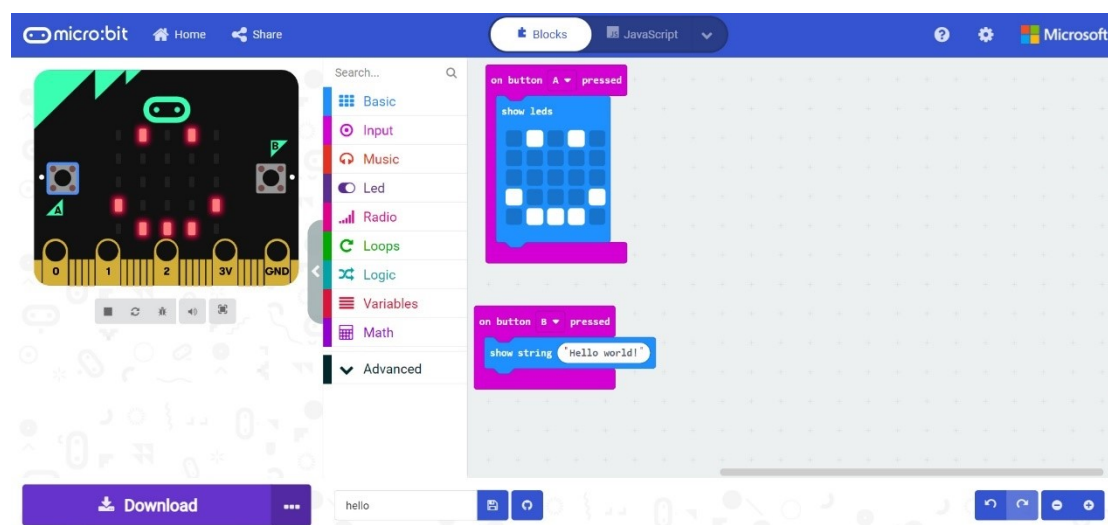 micro:bit Home Share Blocks JavaScript Microsoft
Search...
Basic
Input
Music
Led
Radio
Loops
Logic
Variables
Math
Advanced
B
A
0 1 2 3V GND
on button A pressed
show leds
on button B pressed
show string "Hello world!"
Download
hello